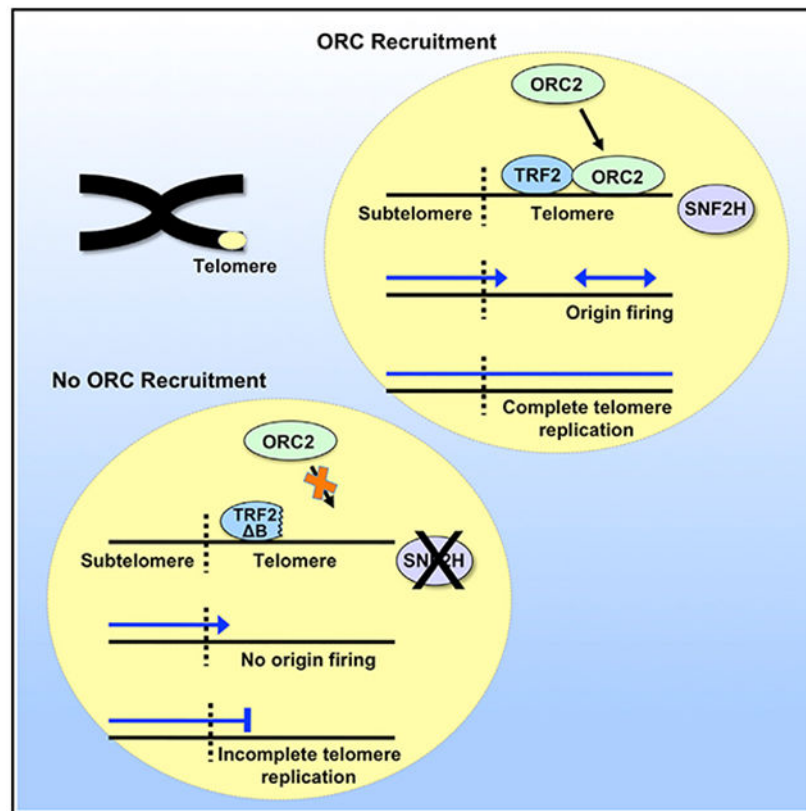 ORC Recruitment
ORC2
TRF2
ORC2
SNF2H
Subtelomere
Telomere
Origin firing
Complete telomere
replication
Telomere
No ORC Recruitment
ORC2
TRF2
ΔB
SNF2H
Subtelomere
Telomere
No origin firing
Incomplete telomere
replication